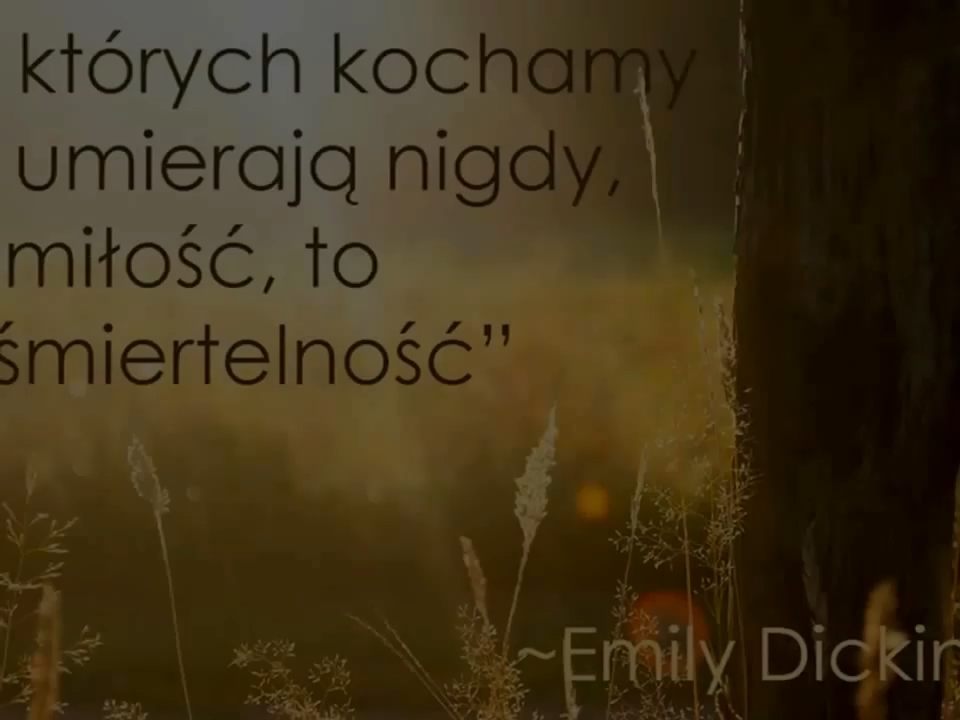 których kochamy
umierają nigdy,
miłość, to
śmiertelność”
~Emily Dickin